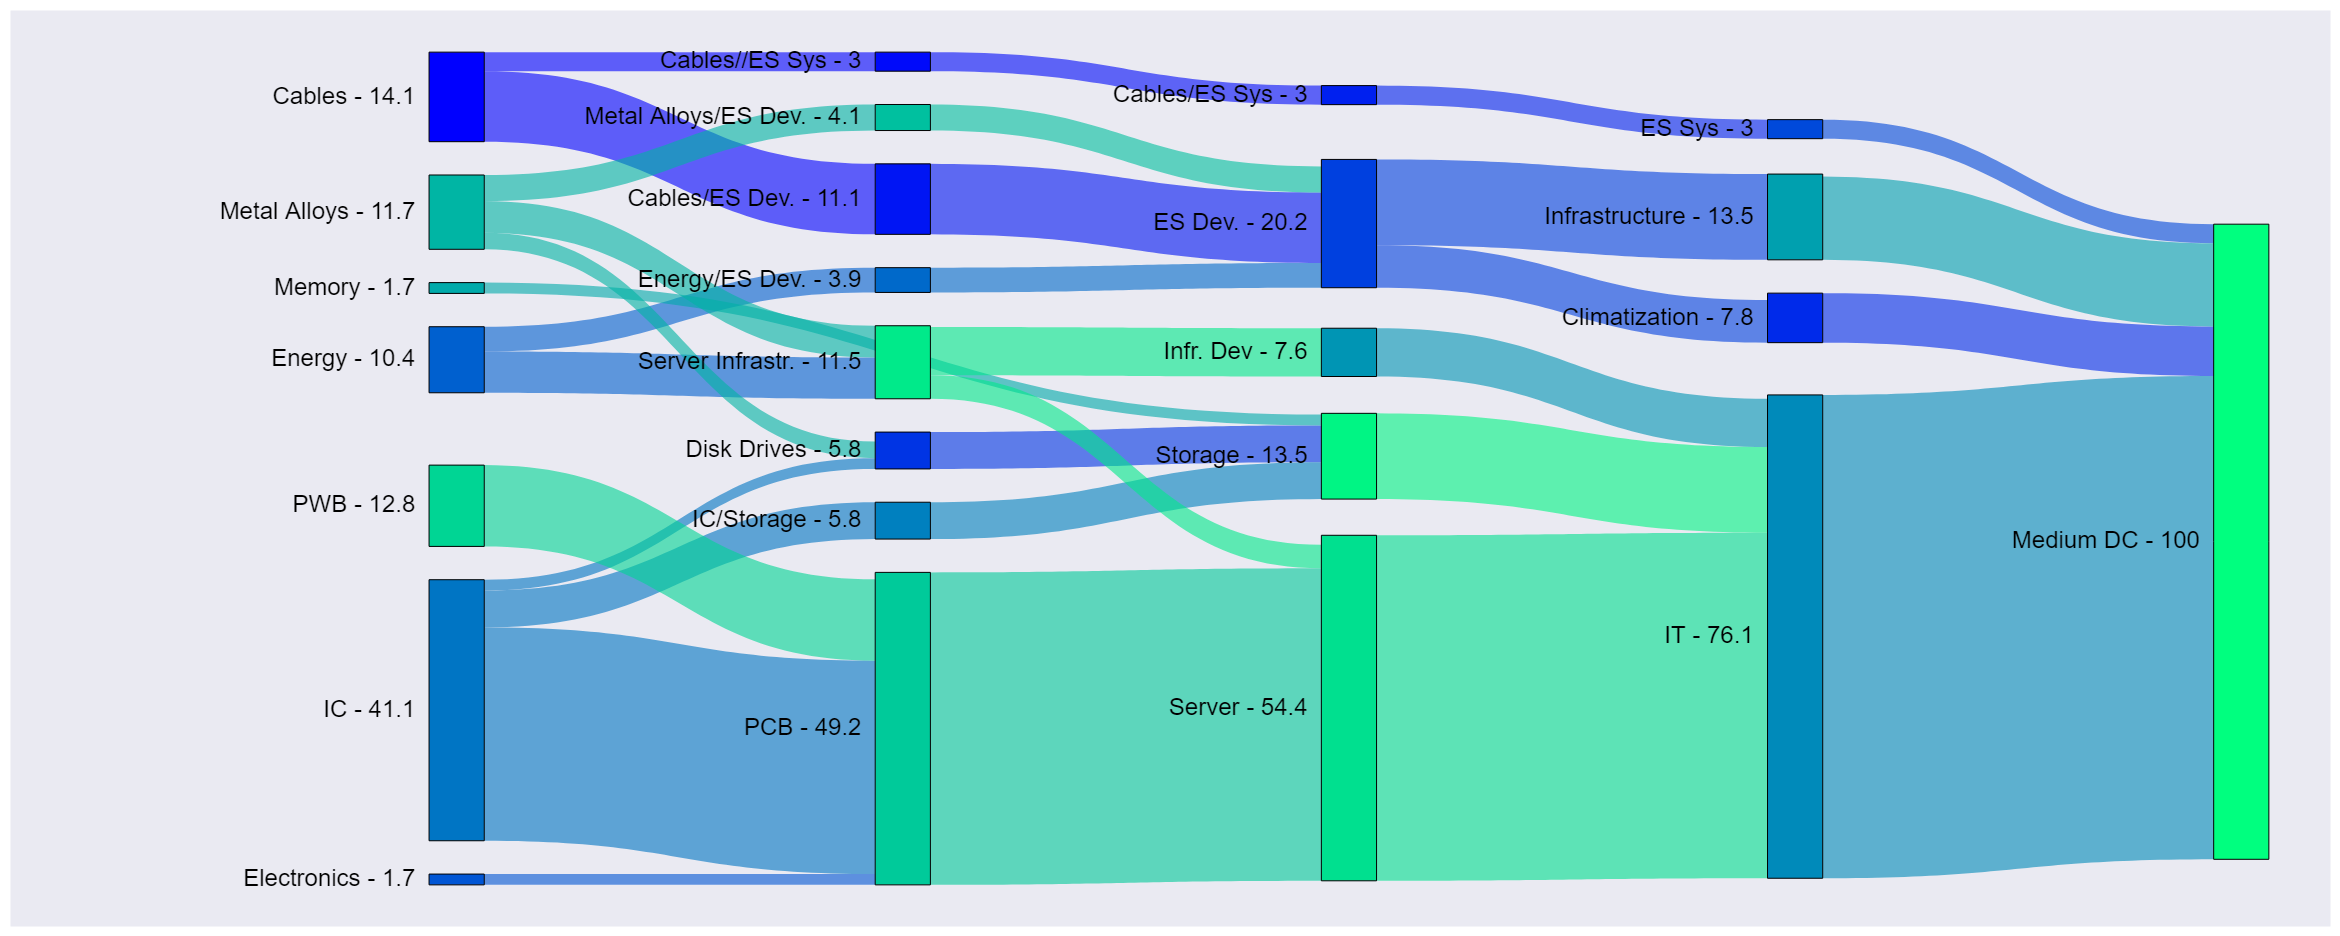 Cables - 14.1
Metal Alloys - 11.7
Memory - 1.7
Energy - 10.4
PWB - 12.8
IC - 41.1
Electronics - 1.7
Cables//ES Sys - 3
Metal Alloys/ES Dev. - 4.1
Cables/ES Dev. - 11.1
Energy/ES Dev. - 3.9
Server Infrastr. - 11.5
Disk Drives - 5.8
IC/Storage - 5.8
PCB - 49.2
Cables/ES Sys - 3
ES Dev. - 20.2
Infr. Dev - 7.6
Storage - 13.5
Server - 54.4
ES Sys - 3
Infrastructure - 13.5
Climatization - 7.8
IT - 76.1
Medium DC - 100